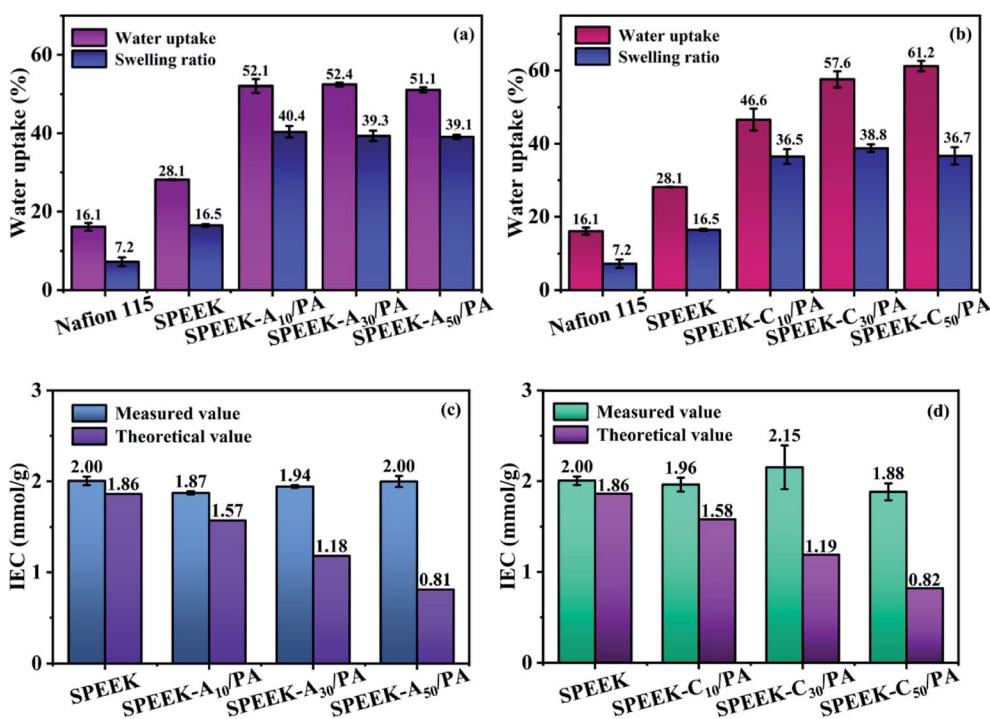 (a)
Water uptake
Swelling ratio
Water uptake (%)
60
40
20
0
16.1
7.2
28.1
16.5
52.1
40.4
52.4
39.3
51.1
39.1
Nafion 115
SPEEK
SPEEK-A₁₀/PA
SPEEK-A₃₀/PA
SPEEK-A₅₀/PA
(b)
Water uptake
Swelling ratio
Water uptake (%)
60
40
20
0
16.1
7.2
28.1
16.5
46.6
36.5
57.6
38.8
61.2
36.7
Nafion 115
SPEEK
SPEEK-C₁₀/PA
SPEEK-C₃₀/PA
SPEEK-C₅₀/PA
(c)
Measured value
Theoretical value
IEC (mmol/g)
3
2
1
0
2.00
1.86
1.87
1.57
1.94
1.18
2.00
0.81
SPEEK
SPEEK-A₁₀/PA
SPEEK-A₃₀/PA
SPEEK-A₅₀/PA
(d)
Measured value
Theoretical value
IEC (mmol/g)
3
2
1
0
2.00
1.86
1.96
1.58
2.15
1.19
1.88
0.82
SPEEK
SPEEK-C₁₀/PA
SPEEK-C₃₀/PA
SPEEK-C₅₀/PA